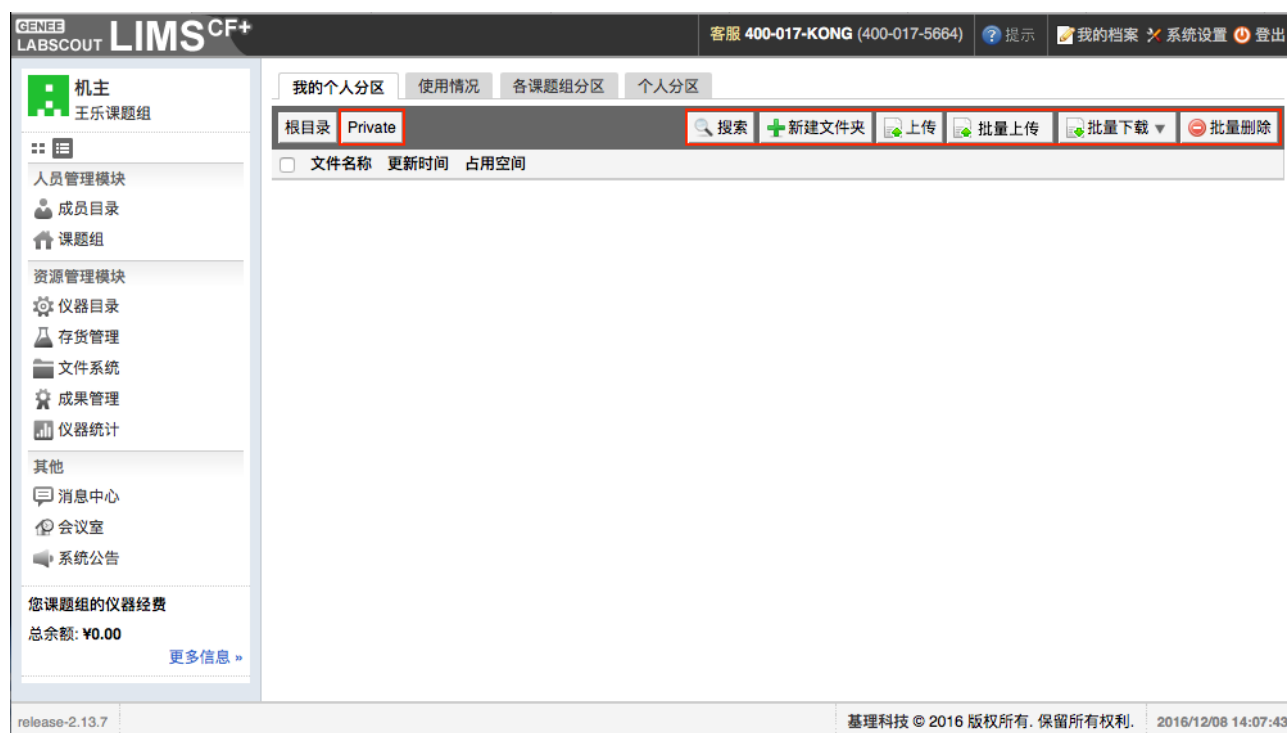 GENEE
LABSCOUT LIMS CF+
客服 400-017-KONG (400-017-5664) 提示 我的档案 系统设置 登出
机主
王乐课题组
人员管理模块
成员目录
课题组
资源管理模块
仪器目录
存货管理
文件系统
成果管理
仪器统计
其他
消息中心
会议室
系统公告
您课题组的仪器经费
总余额: ¥0.00
更多信息 »
我的个人分区 使用情况 各课题组分区 个人分区
根目录 Private 搜索 新建文件夹 上传 批量上传 批量下载 ▼ 批量删除
文件名称 更新时间 占用空间
release-2.13.7 基理科技 © 2016 版权所有. 保留所有权利. 2016/12/08 14:07:43